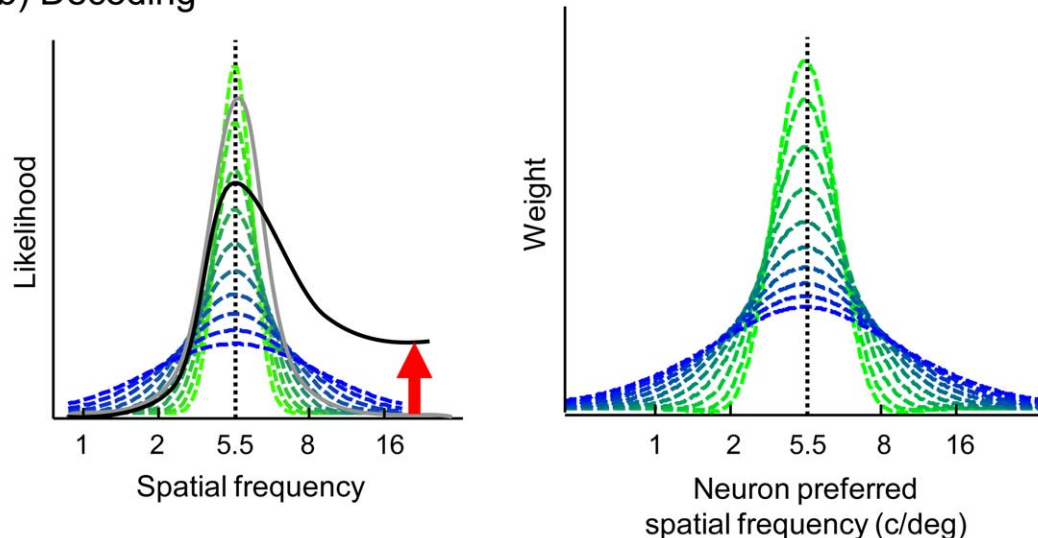 b) Decoding
Likelihood
1 2 5.5 8 16
Spatial frequency
Weight
1 2 5.5 8 16
Neuron preferred
spatial frequency (c/deg)